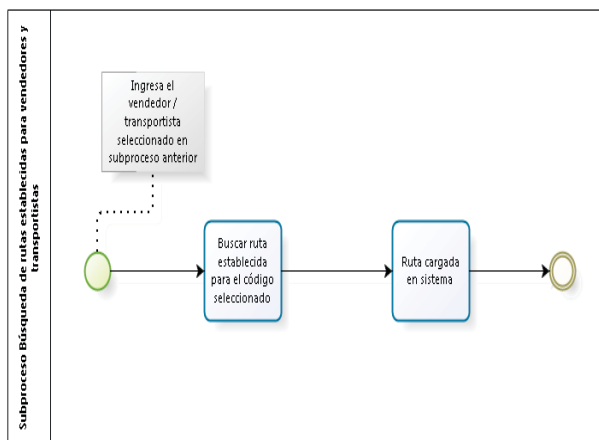 Subproceso Búsqueda de rutas establecidas para vendedores y
transportistas
Ingresa el
vendedor /
transportista
seleccionado en
subproceso anterior
Buscar ruta
establecida
para el código
seleccionado
Ruta cargada
en sistema